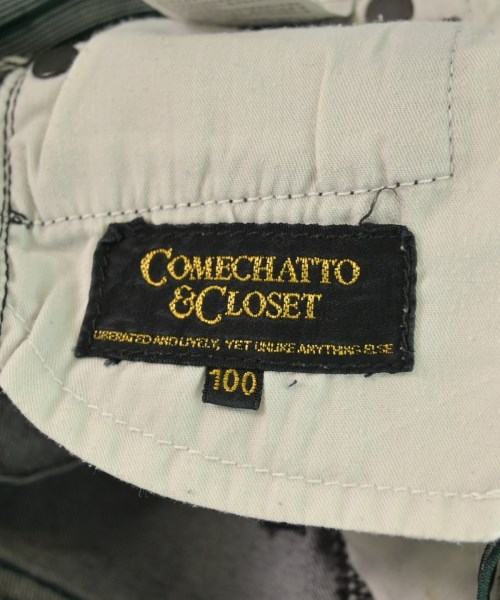 COMECHATTO
&CLOSET
LIBERATED AND LIVELY, YET UNLIKE ANYTHING ELSE
100